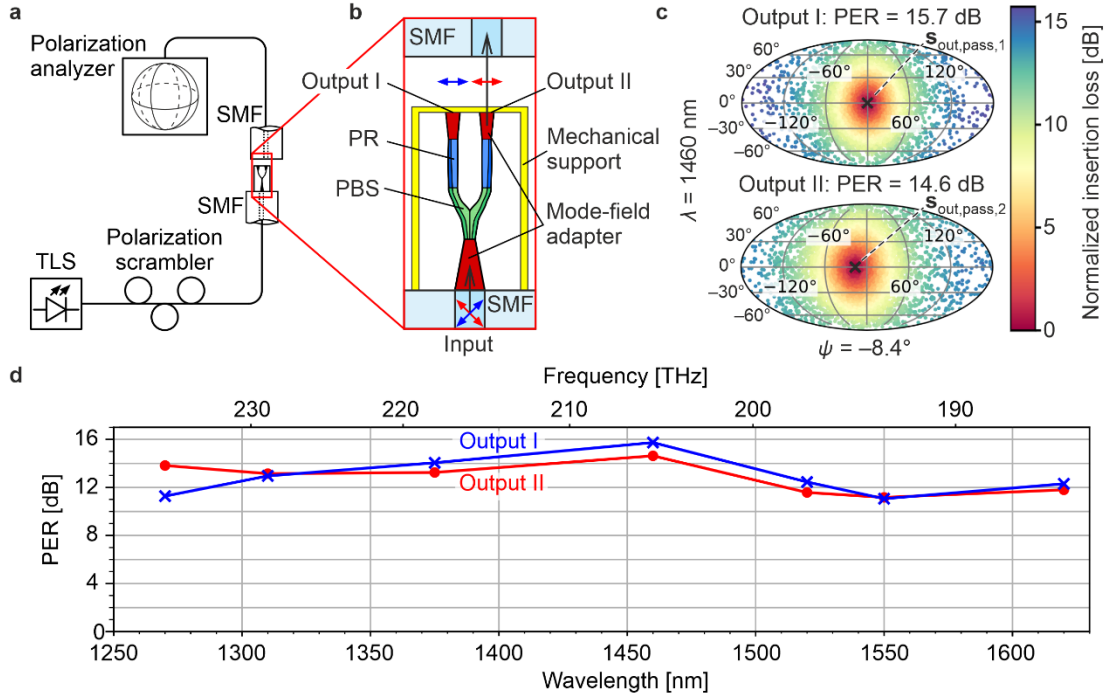 a
Polarization
analyzer
SMF
SMF
Polarization
scrambler
TLS
b
SMF
Output I
Output II
PR
Mechanical
support
PBS
Mode-field
adapter
SMF
Input
c
Output I: PER = 15.7 dB
s_out,pass,1
60°
30°
0°
−30°
−60°
−120°
−60°
60°
120°
λ = 1460 nm
Output II: PER = 14.6 dB
s_out,pass,2
60°
30°
0°
−30°
−60°
−120°
−60°
60°
120°
ψ = −8.4°
15
10
5
0
Normalized insertion loss [dB]
d
Frequency [THz]
229
218
205
198
190
16
12
8
4
0
PER [dB]
Output I
Output II
1250
1300
1350
1400
1450
1500
1550
1600
Wavelength [nm]